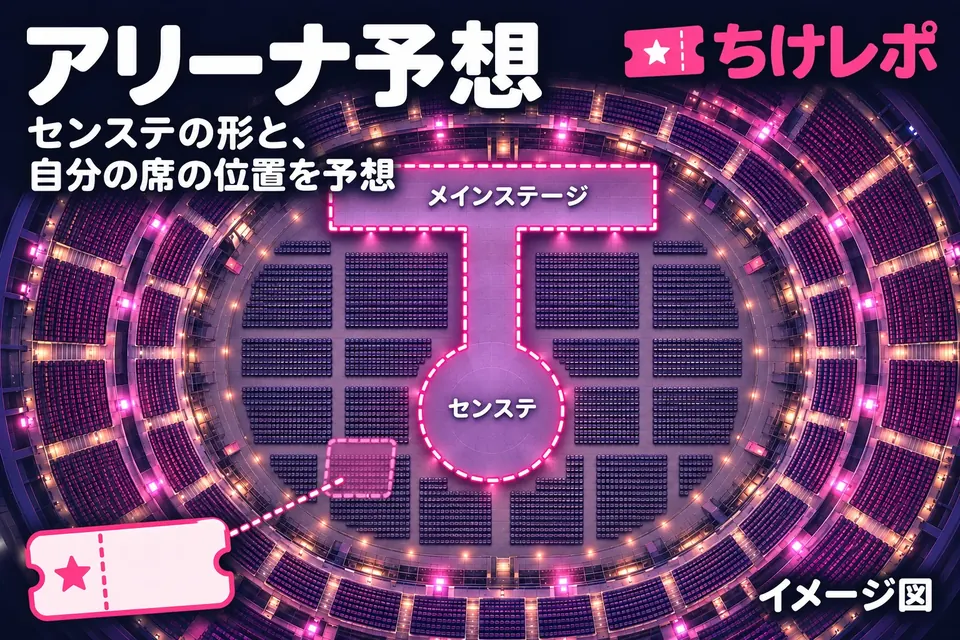 アリーナ予想
ちけレポ
センステの形と、
自分の席の位置を予想
メインステージ
センステ
イメージ図